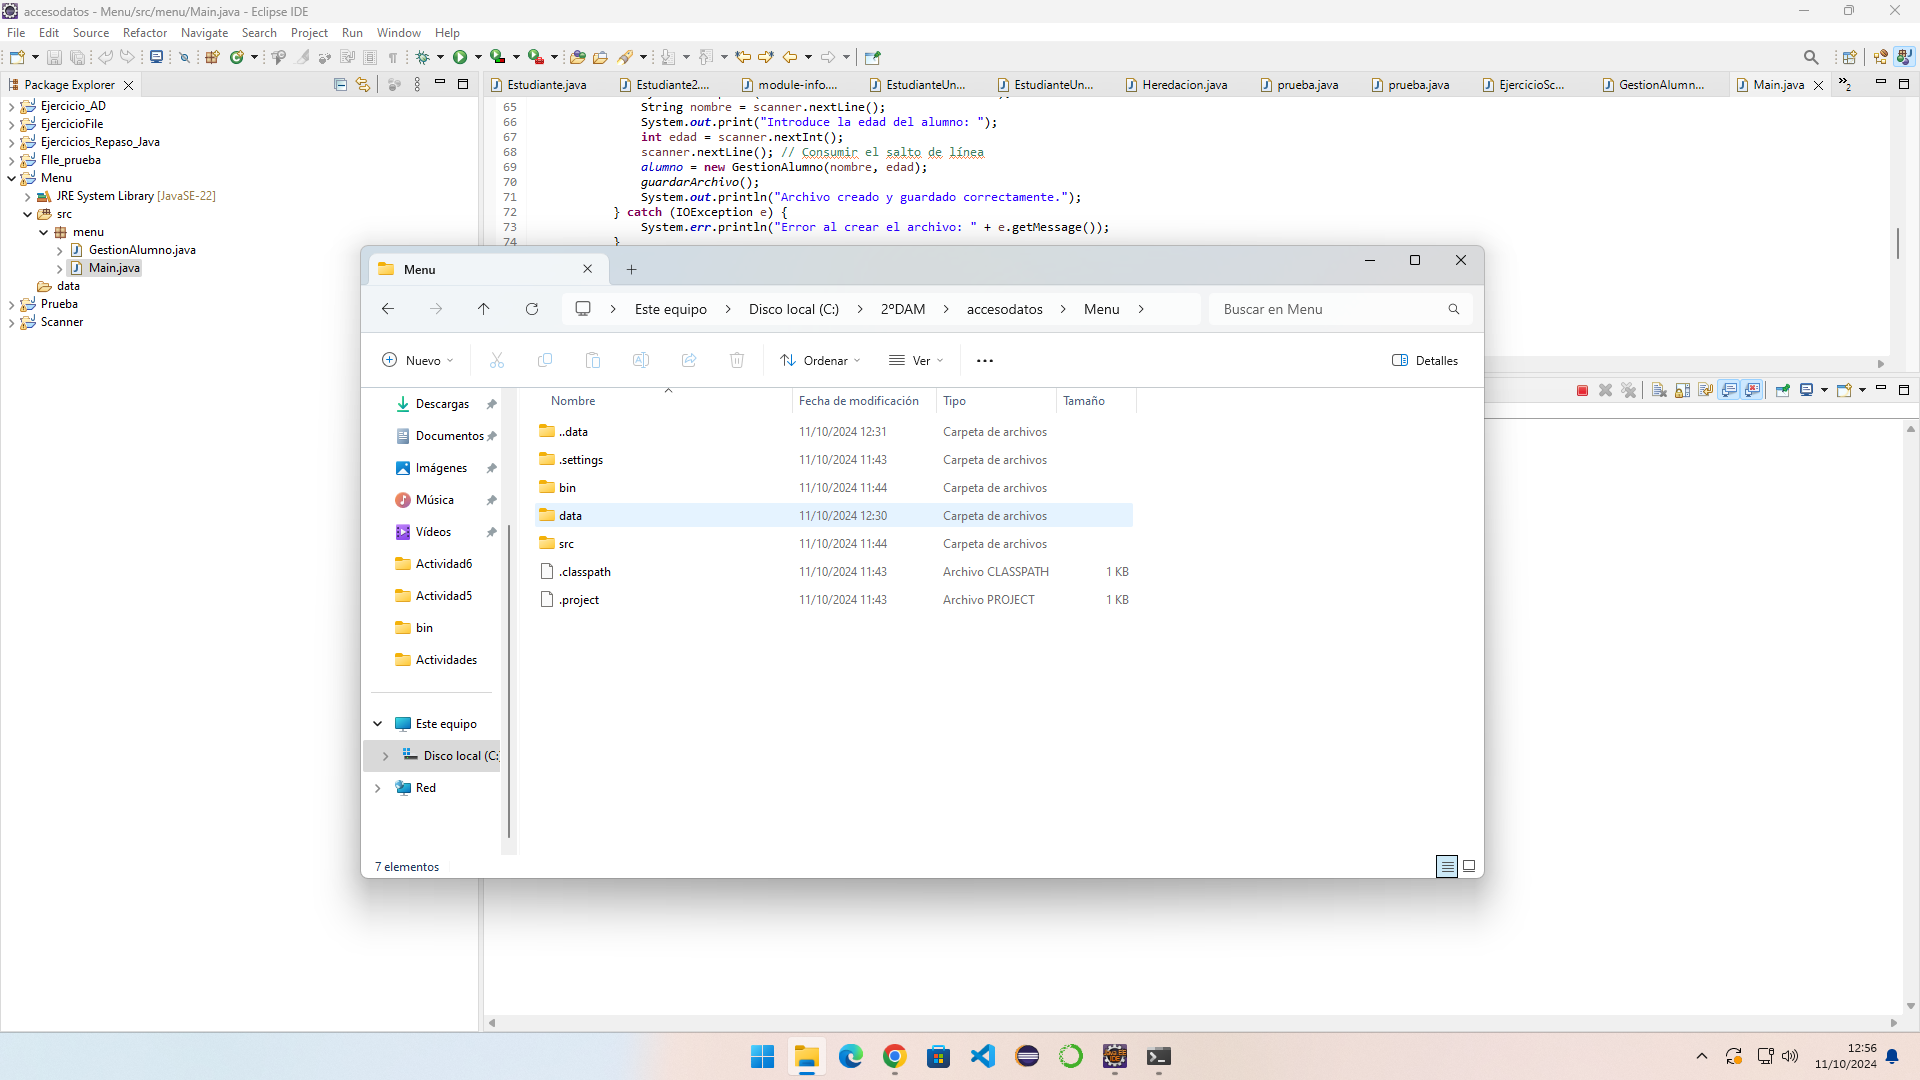 accesodatos - Menu/src/menu/Main.java - Eclipse IDE
File Edit Source Refactor Navigate Search Project Run Window Help
Package Explorer
Ejercicio_AD
EjercicioFile
Ejercicios_Repaso_Java
FIle_prueba
Menu
JRE System Library [JavaSE-22]
src
menu
GestionAlumno.java
Main.java
data
Prueba
Scanner
Estudiante.java Estudiante2.... module-info.... EstudianteUn... EstudianteUn... Heredacion.java prueba.java prueba.java EjercicioSc... GestionAlumn... Main.java »2
65 String nombre = scanner.nextLine();
66 System.out.print("Introduce la edad del alumno: ");
67 int edad = scanner.nextInt();
68 scanner.nextLine(); // Consumir el salto de línea
69 alumno = new GestionAlumno(nombre, edad);
70 guardarArchivo();
71 System.out.println("Archivo creado y guardado correctamente.");
72 } catch (IOException e) {
73 System.err.println("Error al crear el archivo: " + e.getMessage());
74 }
Menu
Este equipo > Disco local (C:) > 2ºDAM > accesodatos > Menu >
Buscar en Menu
Nuevo
Ordenar
Ver
Detalles
Descargas
Documentos
Imágenes
Música
Vídeos
Actividad6
Actividad5
bin
Actividades
Este equipo
Disco local (C:
Red
Nombre Fecha de modificación Tipo Tamaño
..data 11/10/2024 12:31 Carpeta de archivos
.settings 11/10/2024 11:43 Carpeta de archivos
bin 11/10/2024 11:44 Carpeta de archivos
data 11/10/2024 12:30 Carpeta de archivos
src 11/10/2024 11:44 Carpeta de archivos
.classpath 11/10/2024 11:43 Archivo CLASSPATH 1 KB
.project 11/10/2024 11:43 Archivo PROJECT 1 KB
7 elementos
12:56
11/10/2024